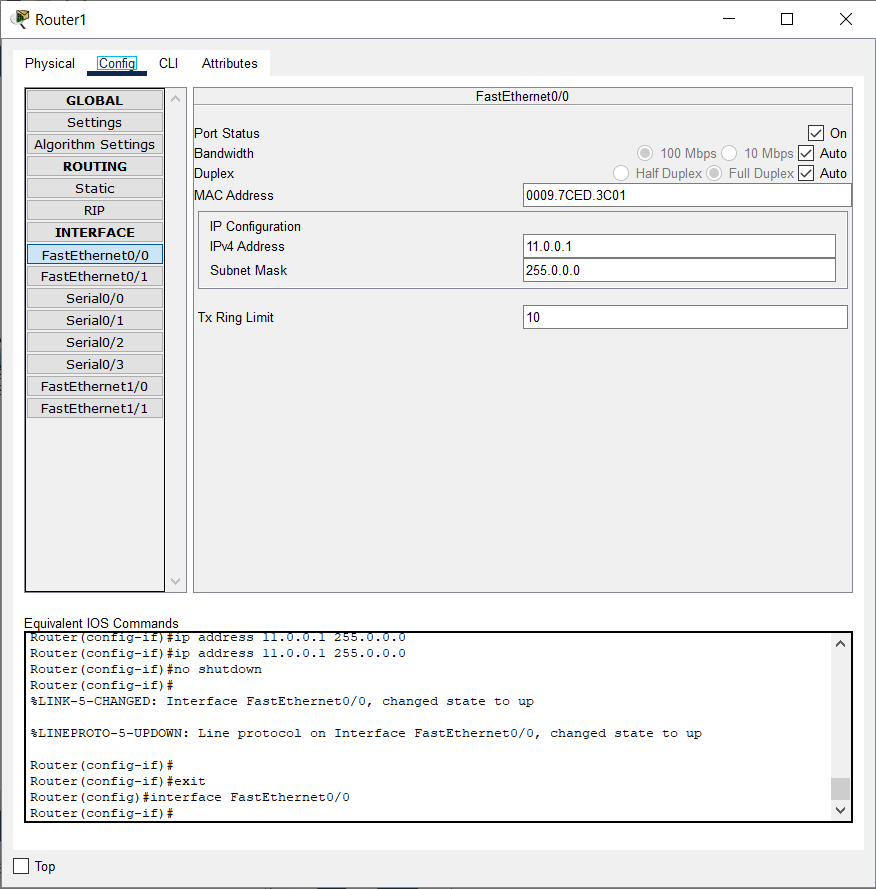 Router1
Physical Config CLI Attributes
GLOBAL
Settings
Algorithm Settings
ROUTING
Static
RIP
INTERFACE
FastEthernet0/0
FastEthernet0/1
Serial0/0
Serial0/1
Serial0/2
Serial0/3
FastEthernet1/0
FastEthernet1/1
FastEthernet0/0
Port Status On
Bandwidth 100 Mbps 10 Mbps Auto
Duplex Half Duplex Full Duplex Auto
MAC Address 0009.7CED.3C01
IP Configuration
IPv4 Address 11.0.0.1
Subnet Mask 255.0.0.0
Tx Ring Limit 10
Equivalent IOS Commands
Router(config-if)#ip address 11.0.0.1 255.0.0.0
Router(config-if)#ip address 11.0.0.1 255.0.0.0
Router(config-if)#no shutdown
Router(config-if)#
%LINK-5-CHANGED: Interface FastEthernet0/0, changed state to up
%LINEPROTO-5-UPDOWN: Line protocol on Interface FastEthernet0/0, changed state to up
Router(config-if)#
Router(config-if)#exit
Router(config)#interface FastEthernet0/0
Router(config-if)#
Top